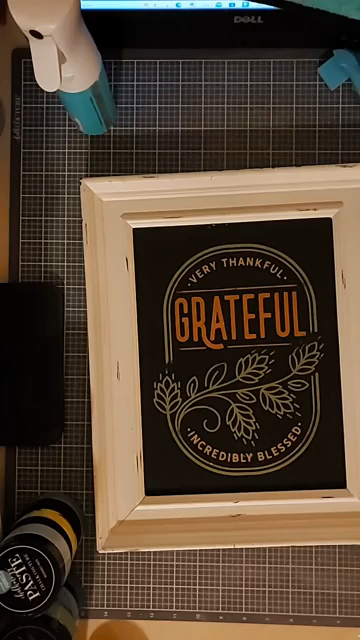 DELL
·VERY THANKFUL·
GRATEFUL
·INCREDIBLY BLESSED·
PASTE